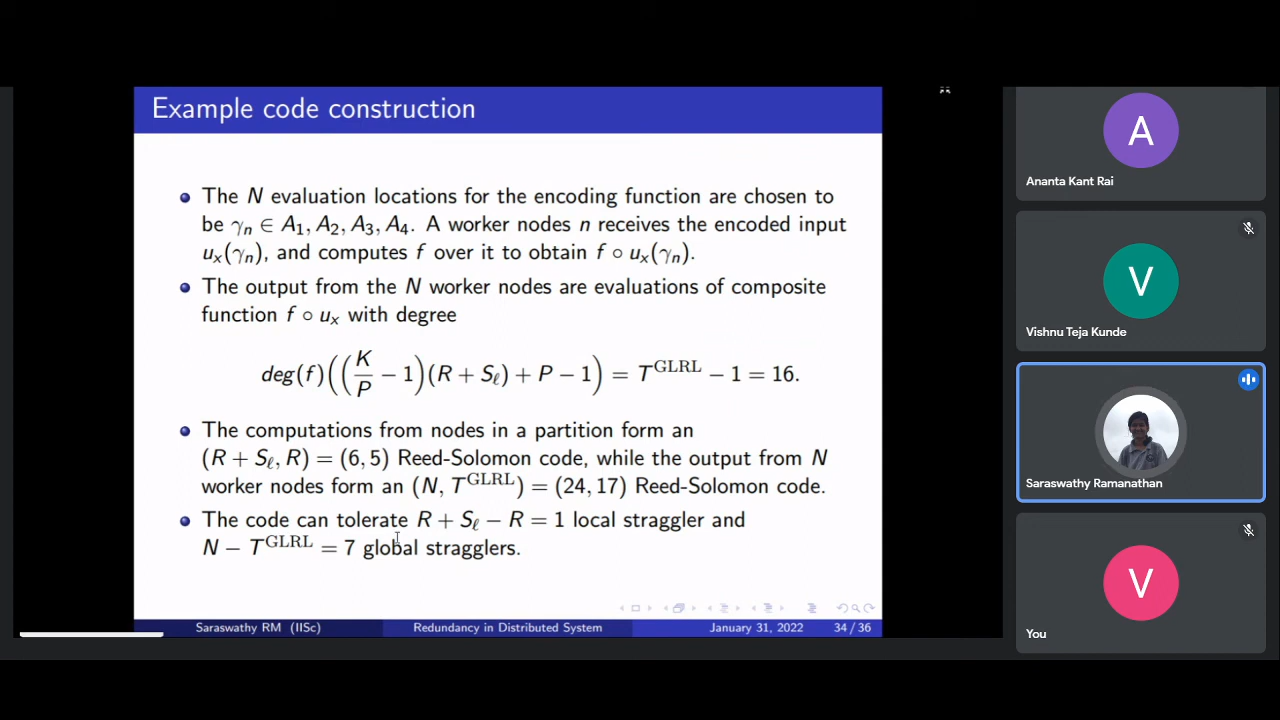 Example code construction
The N evaluation locations for the encoding function are chosen to
be γₙ ∈ A₁, A₂, A₃, A₄. A worker nodes n receives the encoded input
uₓ(γₙ), and computes f over it to obtain f ∘ uₓ(γₙ).
The output from the N worker nodes are evaluations of composite
function f ∘ uₓ with degree
deg(f)((K/P − 1)(R + S_ℓ) + P − 1) = T^GLRL − 1 = 16.
The computations from nodes in a partition form an
(R + S_ℓ, R) = (6, 5) Reed-Solomon code, while the output from N
worker nodes form an (N, T^GLRL) = (24, 17) Reed-Solomon code.
The code can tolerate R + S_ℓ − R = 1 local straggler and
N − T^GLRL = 7 global stragglers.
Saraswathy RM (IISc) Redundancy in Distributed System January 31, 2022 34 / 36
A
Ananta Kant Rai
V
Vishnu Teja Kunde
Saraswathy Ramanathan
V
You